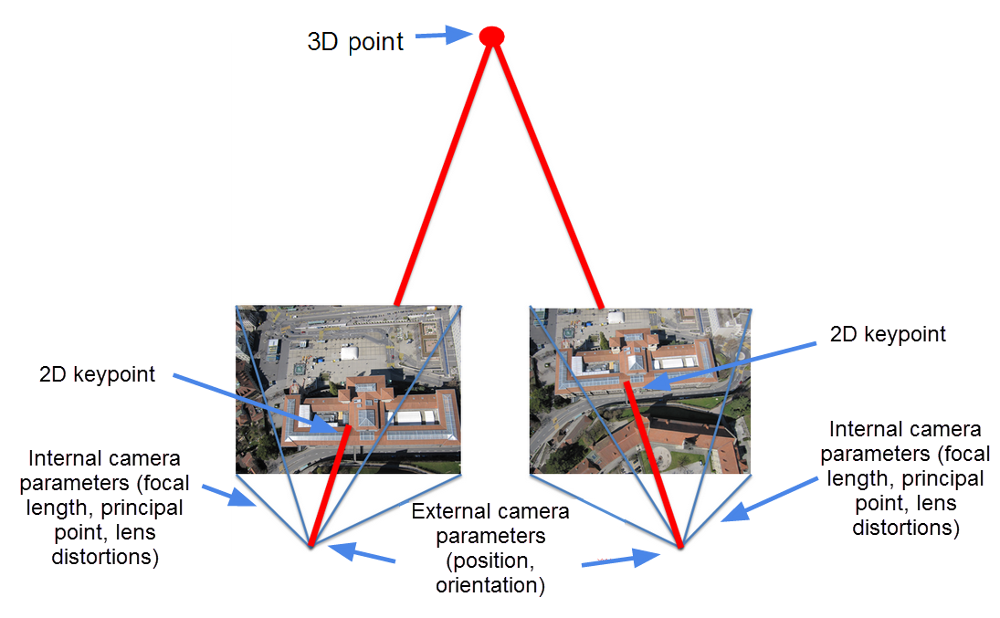 3D point
2D keypoint
2D keypoint
Internal camera
parameters (focal
length, principal
point, lens
distortions)
External camera
parameters
(position,
orientation)
Internal camera
parameters (focal
length, principal
point, lens
distortions)